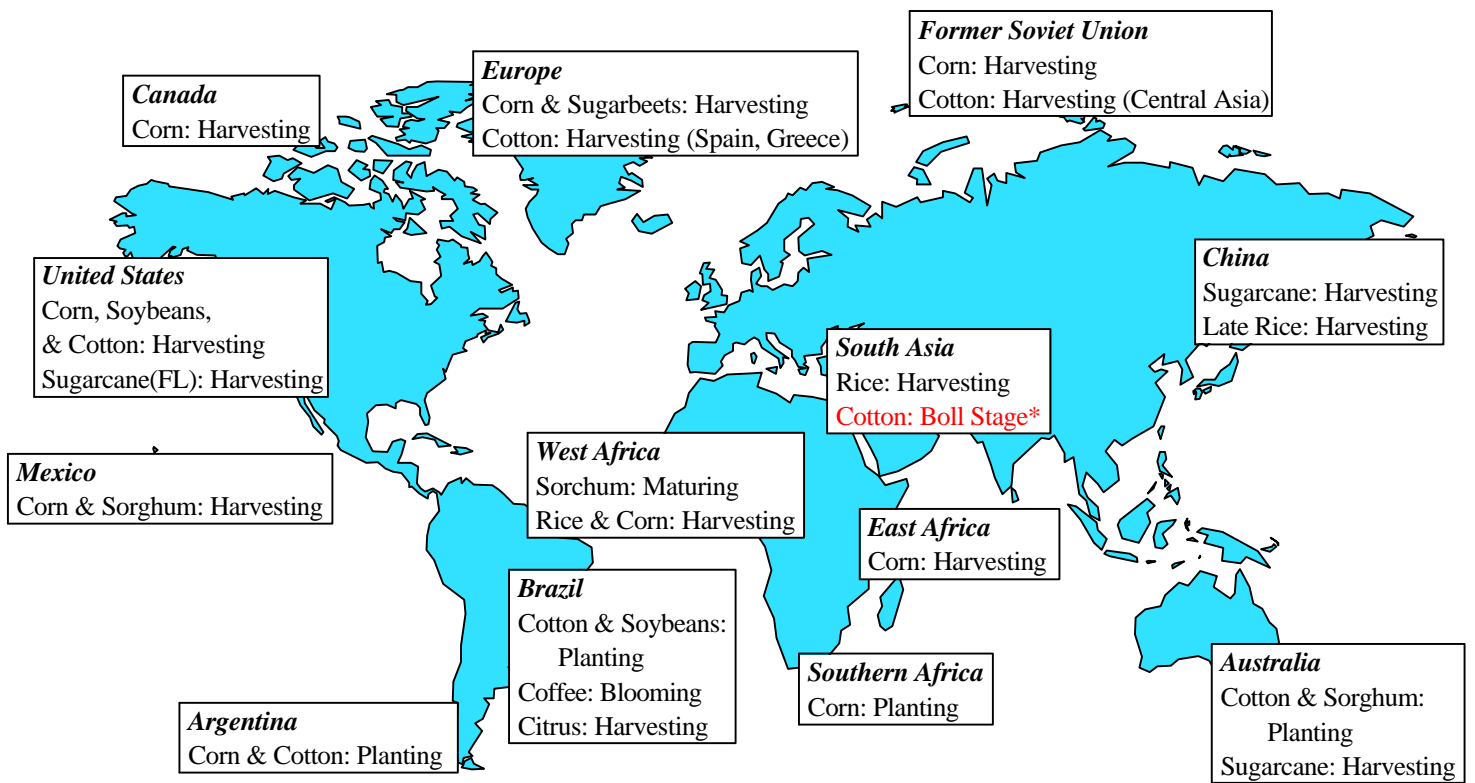 Former Soviet Union
Corn: Harvesting
Cotton: Harvesting (Central Asia)
Europe
Corn & Sugarbeets: Harvesting
Cotton: Harvesting (Spain, Greece)
Canada
Corn: Harvesting
China
Sugarcane: Harvesting
Late Rice: Harvesting
United States
Corn, Soybeans,
& Cotton: Harvesting
Sugarcane(FL): Harvesting
South Asia
Rice: Harvesting
Cotton: Boll Stage*
West Africa
Sorchum: Maturing
Rice & Corn: Harvesting
Mexico
Corn & Sorghum: Harvesting
East Africa
Corn: Harvesting
Brazil
Cotton & Soybeans:
Planting
Coffee: Blooming
Citrus: Harvesting
Southern Africa
Corn: Planting
Australia
Cotton & Sorghum:
Planting
Sugarcane: Harvesting
Argentina
Corn & Cotton: Planting